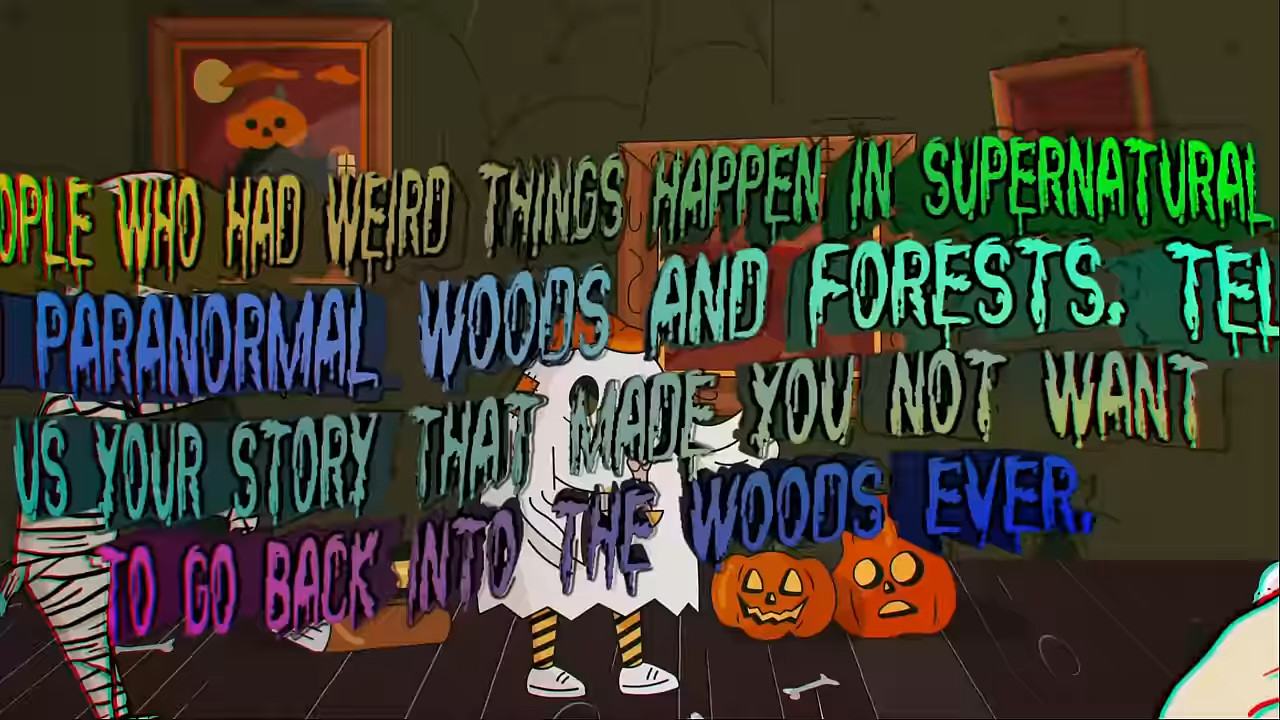 OPLE WHO HAD WEIRD THINGS HAPPEN IN SUPERNATURAL
PARANORMAL WOODS AND FORESTS. TEL
US YOUR STORY THAT MADE YOU NOT WANT
TO GO BACK INTO THE WOODS EVER.